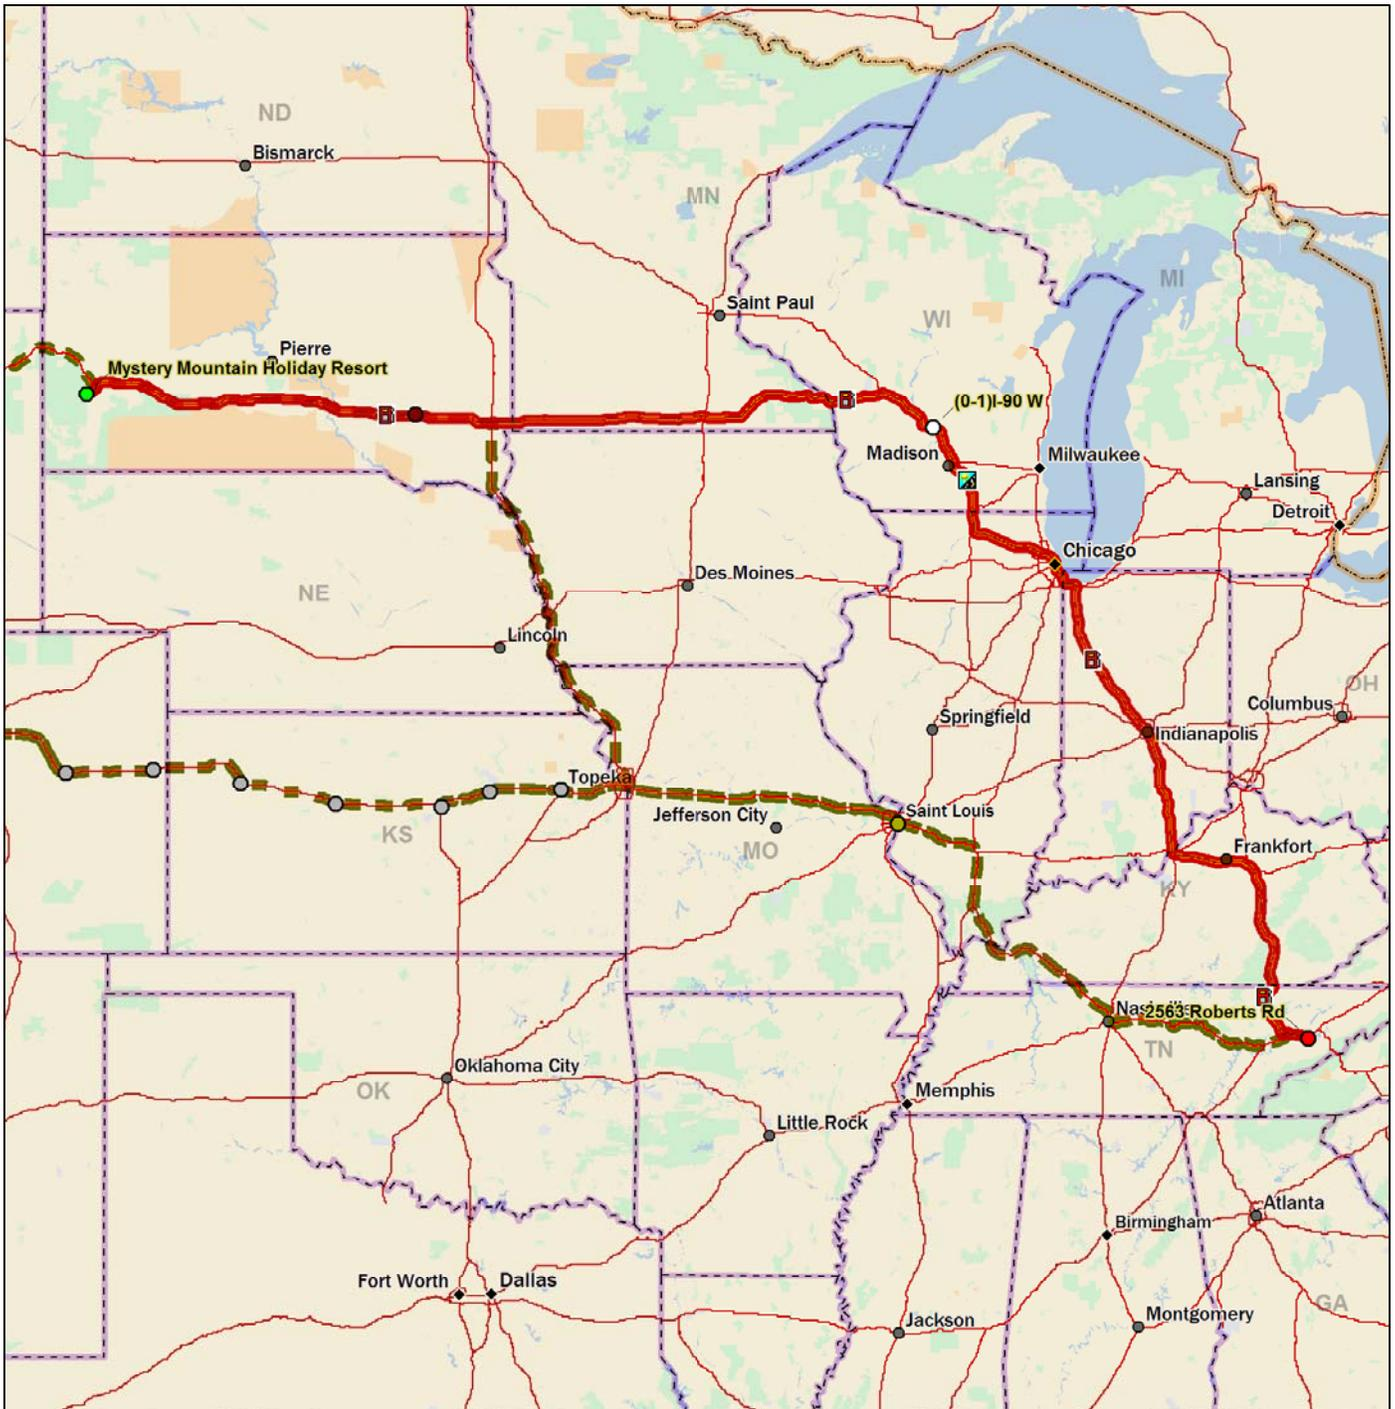 ND
Bismarck
MN
MI
Saint Paul
WI
Pierre
Mystery Mountain Holiday Resort
B
B
(0-1)I-90 W
Madison
Milwaukee
Lansing
Detroit
Chicago
Des Moines
NE
Lincoln
B
OH
Columbus
Springfield
Indianapolis
Topeka
Saint Louis
Jefferson City
KS
MO
Frankfort
KY
B
2563 Roberts Rd
TN
Oklahoma City
OK
Memphis
Little Rock
Atlanta
Birmingham
Fort Worth
Dallas
GA
Montgomery
Jackson